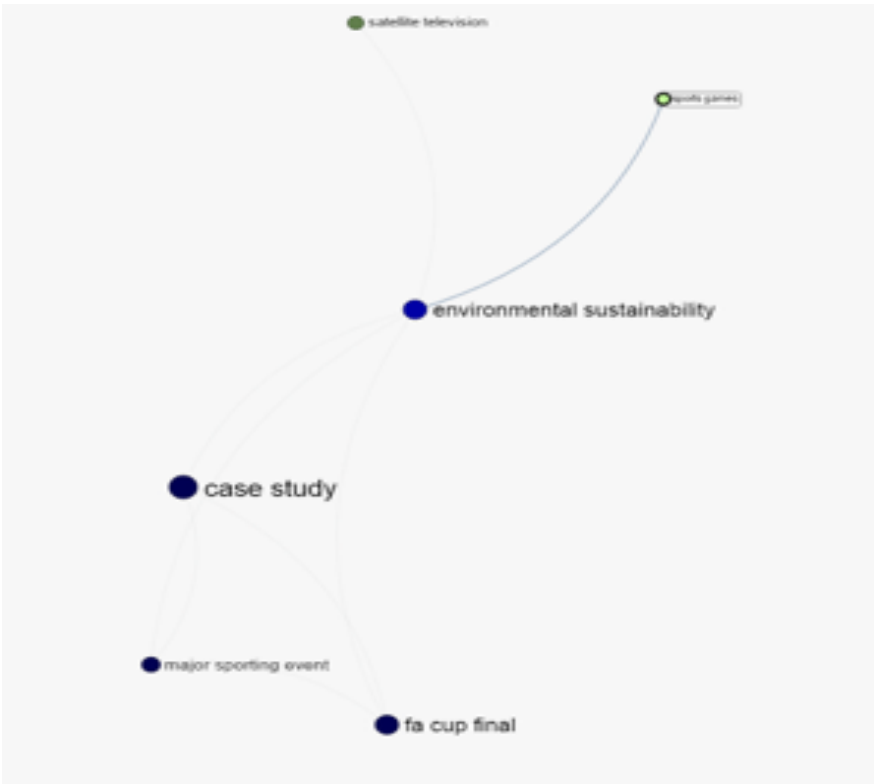 satellite television
sports games
environmental sustainability
case study
major sporting event
fa cup final